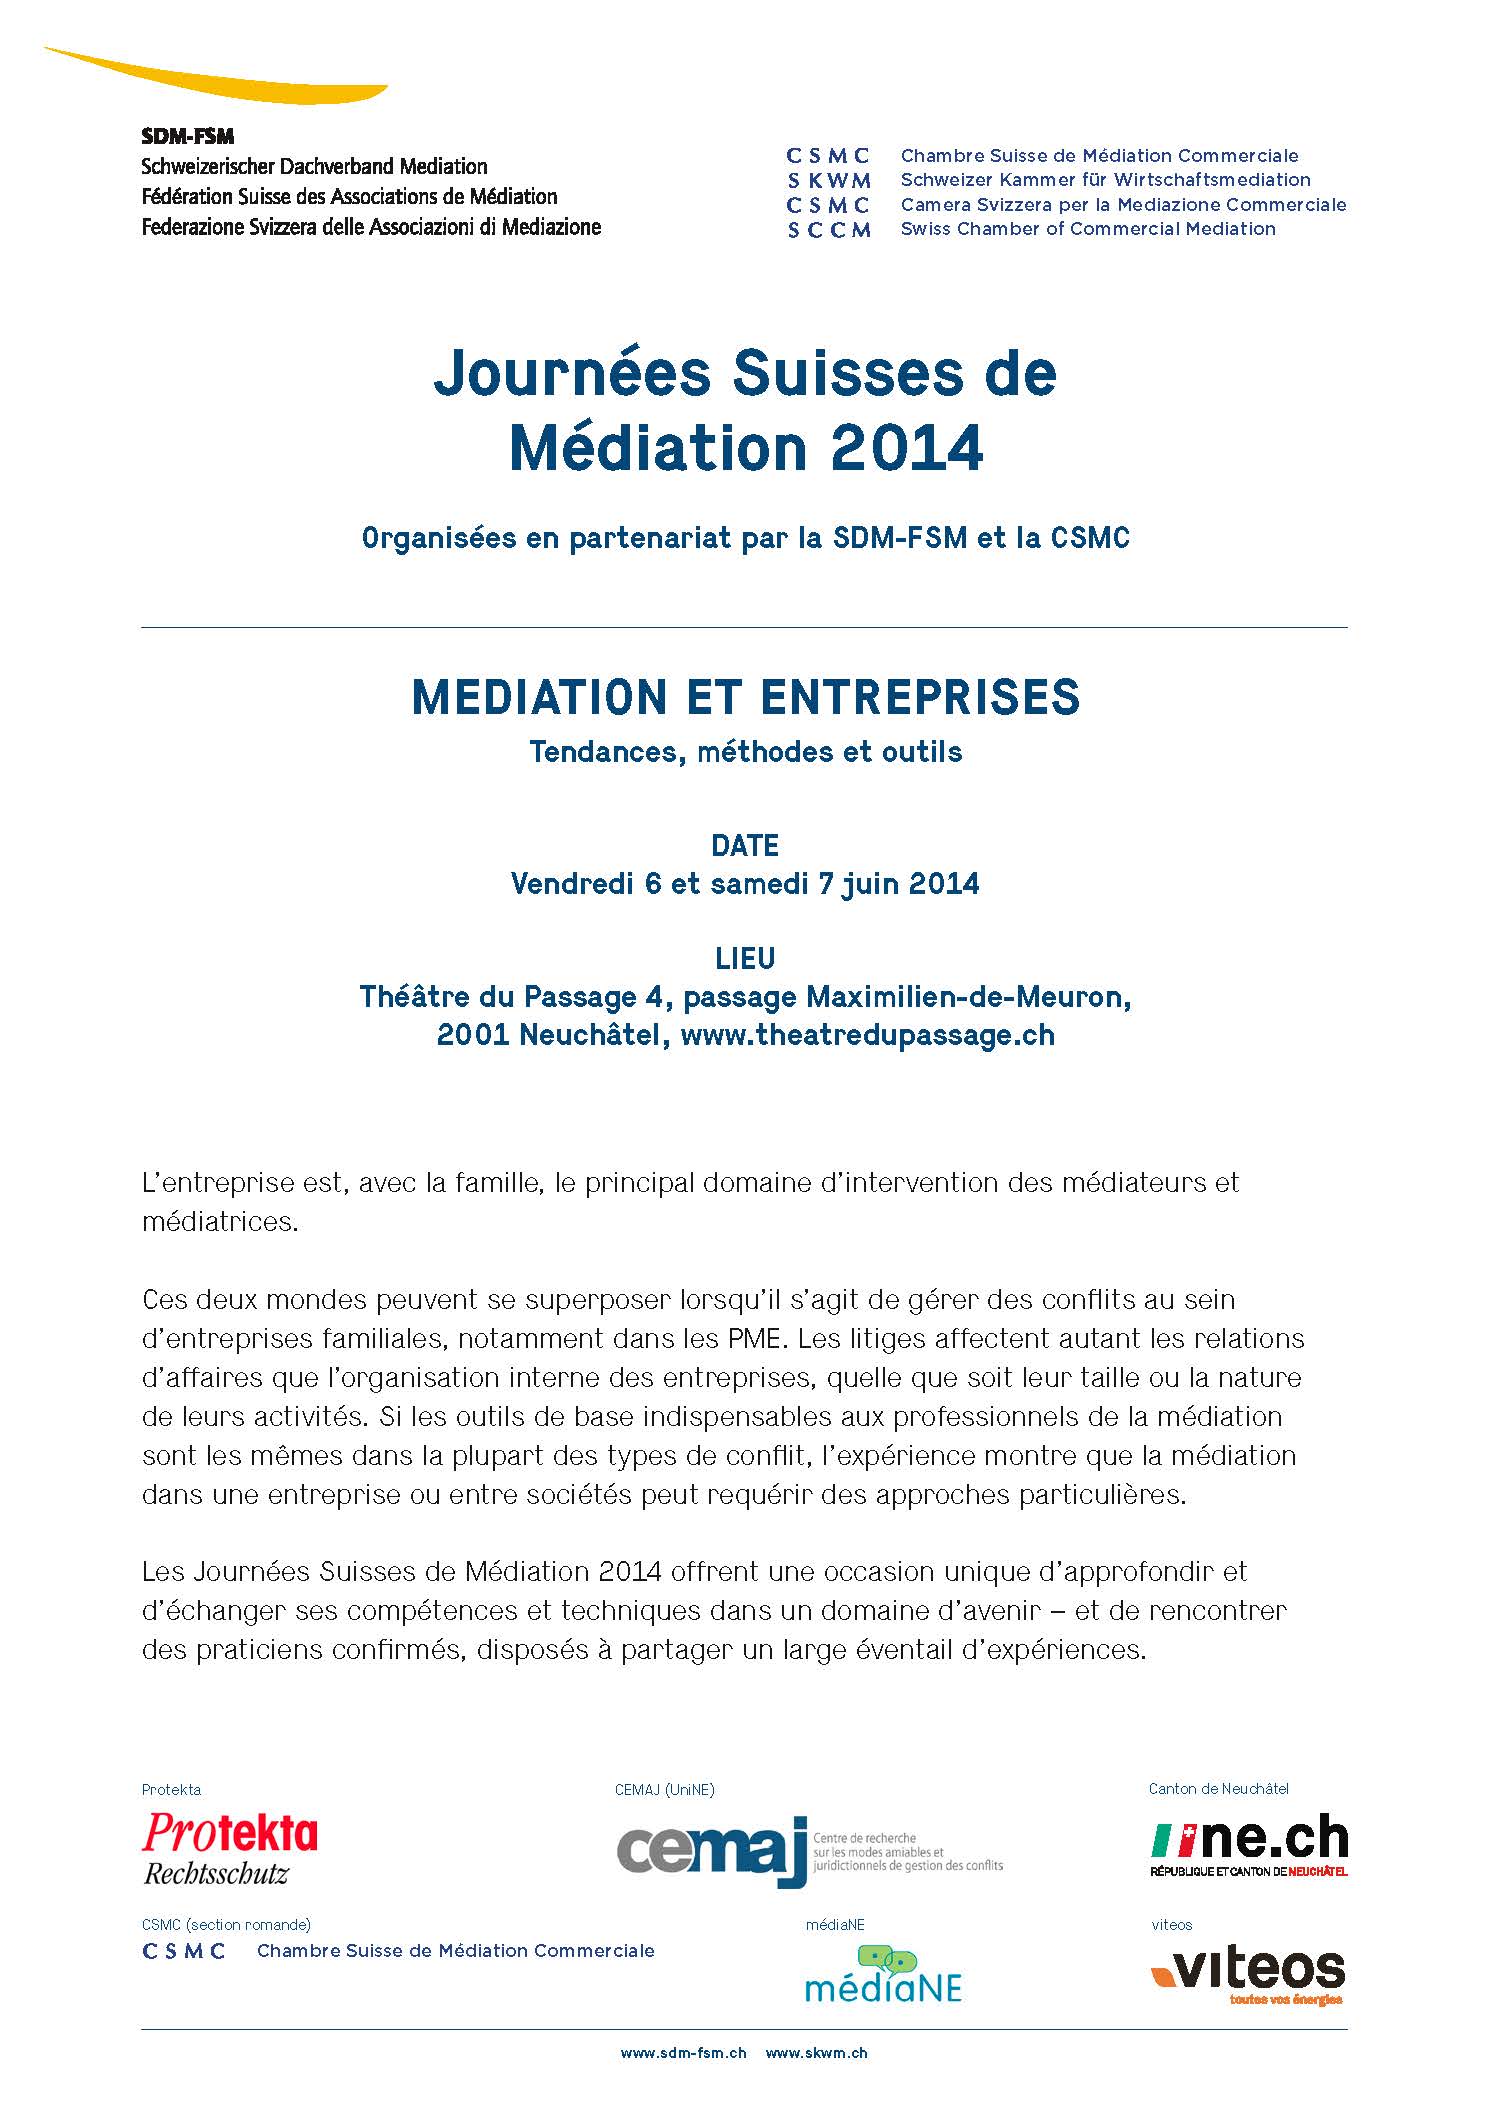 SDM-FSM
Schweizerischer Dachverband Mediation
Fédération Suisse des Associations de Médiation
Federazione Svizzera delle Associazioni di Mediazione
CSMC Chambre Suisse de Médiation Commerciale
SKWM Schweizer Kammer für Wirtschaftsmediation
CSMC Camera Svizzera per la Mediazione Commerciale
SCCM Swiss Chamber of Commercial Mediation
Journées Suisses de
Médiation 2014
Organisées en partenariat par la SDM-FSM et la CSMC
MEDIATION ET ENTREPRISES
Tendances, méthodes et outils
DATE
Vendredi 6 et samedi 7 juin 2014
LIEU
Théâtre du Passage 4, passage Maximilien-de-Meuron,
2001 Neuchâtel, www.theatredupassage.ch
L’entreprise est, avec la famille, le principal domaine d’intervention des médiateurs et
médiatrices.
Ces deux mondes peuvent se superposer lorsqu’il s’agit de gérer des conflits au sein
d’entreprises familiales, notamment dans les PME. Les litiges affectent autant les relations
d’affaires que l’organisation interne des entreprises, quelle que soit leur taille ou la nature
de leurs activités. Si les outils de base indispensables aux professionnels de la médiation
sont les mêmes dans la plupart des types de conflit, l’expérience montre que la médiation
dans une entreprise ou entre sociétés peut requérir des approches particulières.
Les Journées Suisses de Médiation 2014 offrent une occasion unique d’approfondir et
d’échanger ses compétences et techniques dans un domaine d’avenir – et de rencontrer
des praticiens confirmés, disposés à partager un large éventail d’expériences.
Protekta
Protekta
Rechtsschutz
CEMAJ (UniNE)
cemaj
Centre de recherche
sur les modes amiables et
juridictionnels de gestion des conflits
Canton de Neuchâtel
ne.ch
RÉPUBLIQUE ET CANTON DE NEUCHÂTEL
CSMC (section romande)
CSMC Chambre Suisse de Médiation Commerciale
médiaNE
médiaNE
viteos
viteos
toutes vos énergies
www.sdm-fsm.ch www.skwm.ch